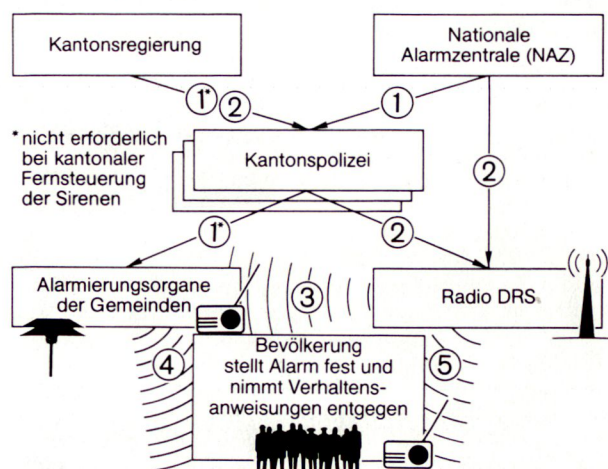 Kantonsregierung
Nationale
Alarmzentrale (NAZ)
1*
2
1
* nicht erforderlich
bei kantonaler
Fernsteuerung
der Sirenen
Kantonspolizei
2
1*
2
Alarmierungsorgane
der Gemeinden
3
Radio DRS
4
Bevölkerung
stellt Alarm fest und
nimmt Verhaltens-
anweisungen entgegen
5